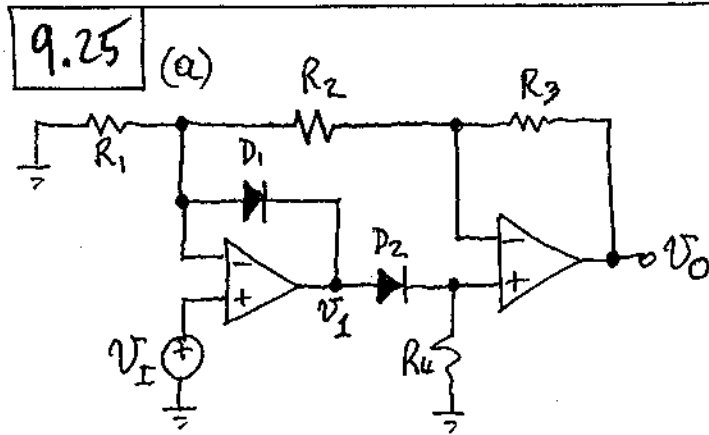 9.25 (a)
R2
R3
R1
D1
D2
−
+
−
+
v1
vO
vI
+
R4